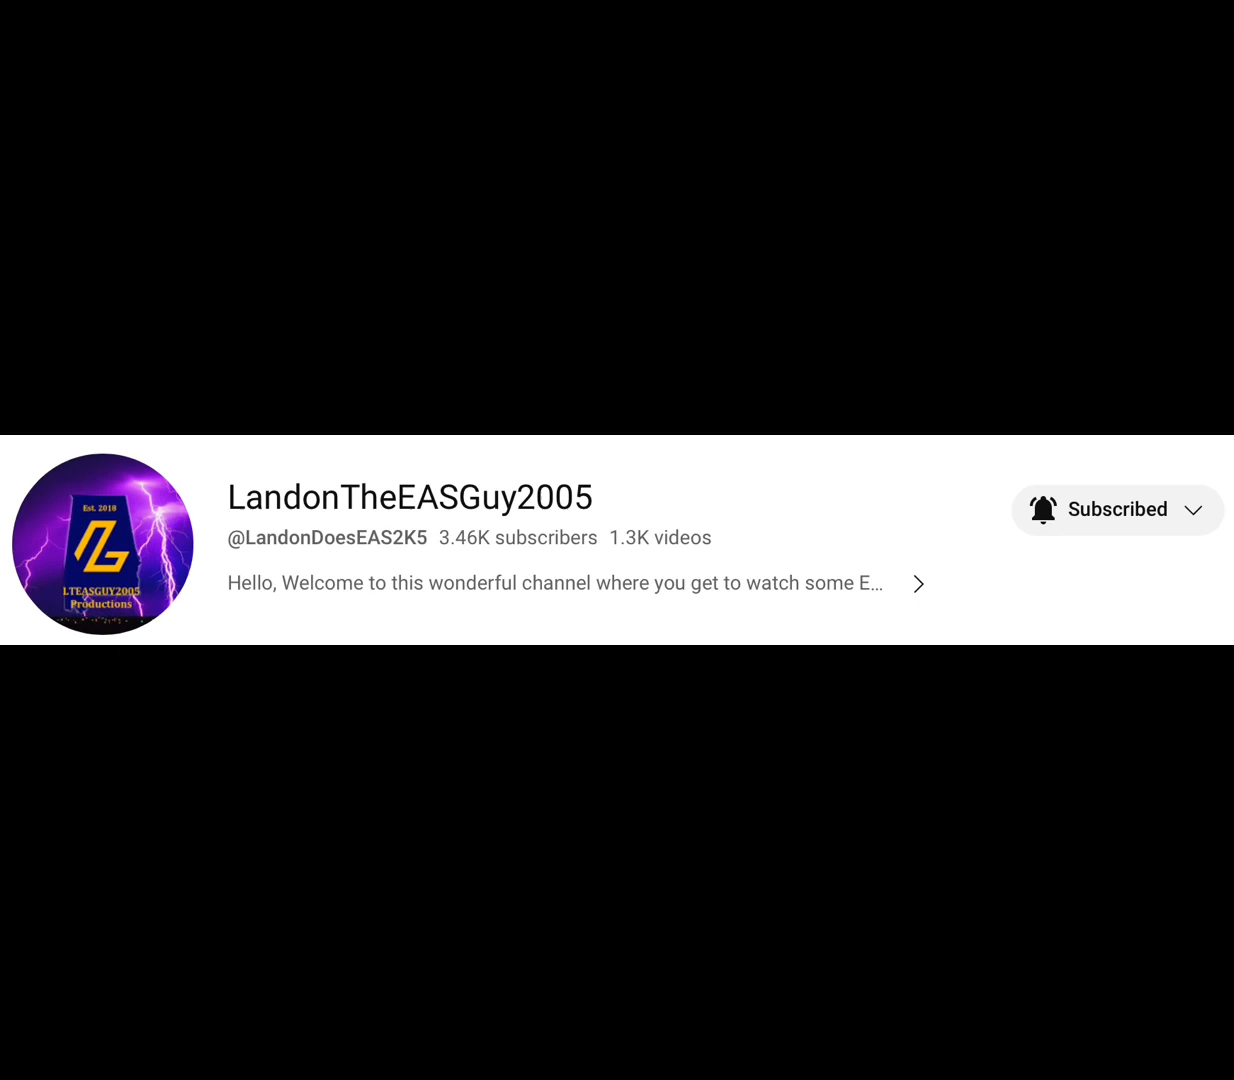 Est. 2018
LTEASGUY2005
Productions
LandonTheEASGuy2005
@LandonDoesEAS2K5 3.46K subscribers 1.3K videos
Hello, Welcome to this wonderful channel where you get to watch some E...
Subscribed